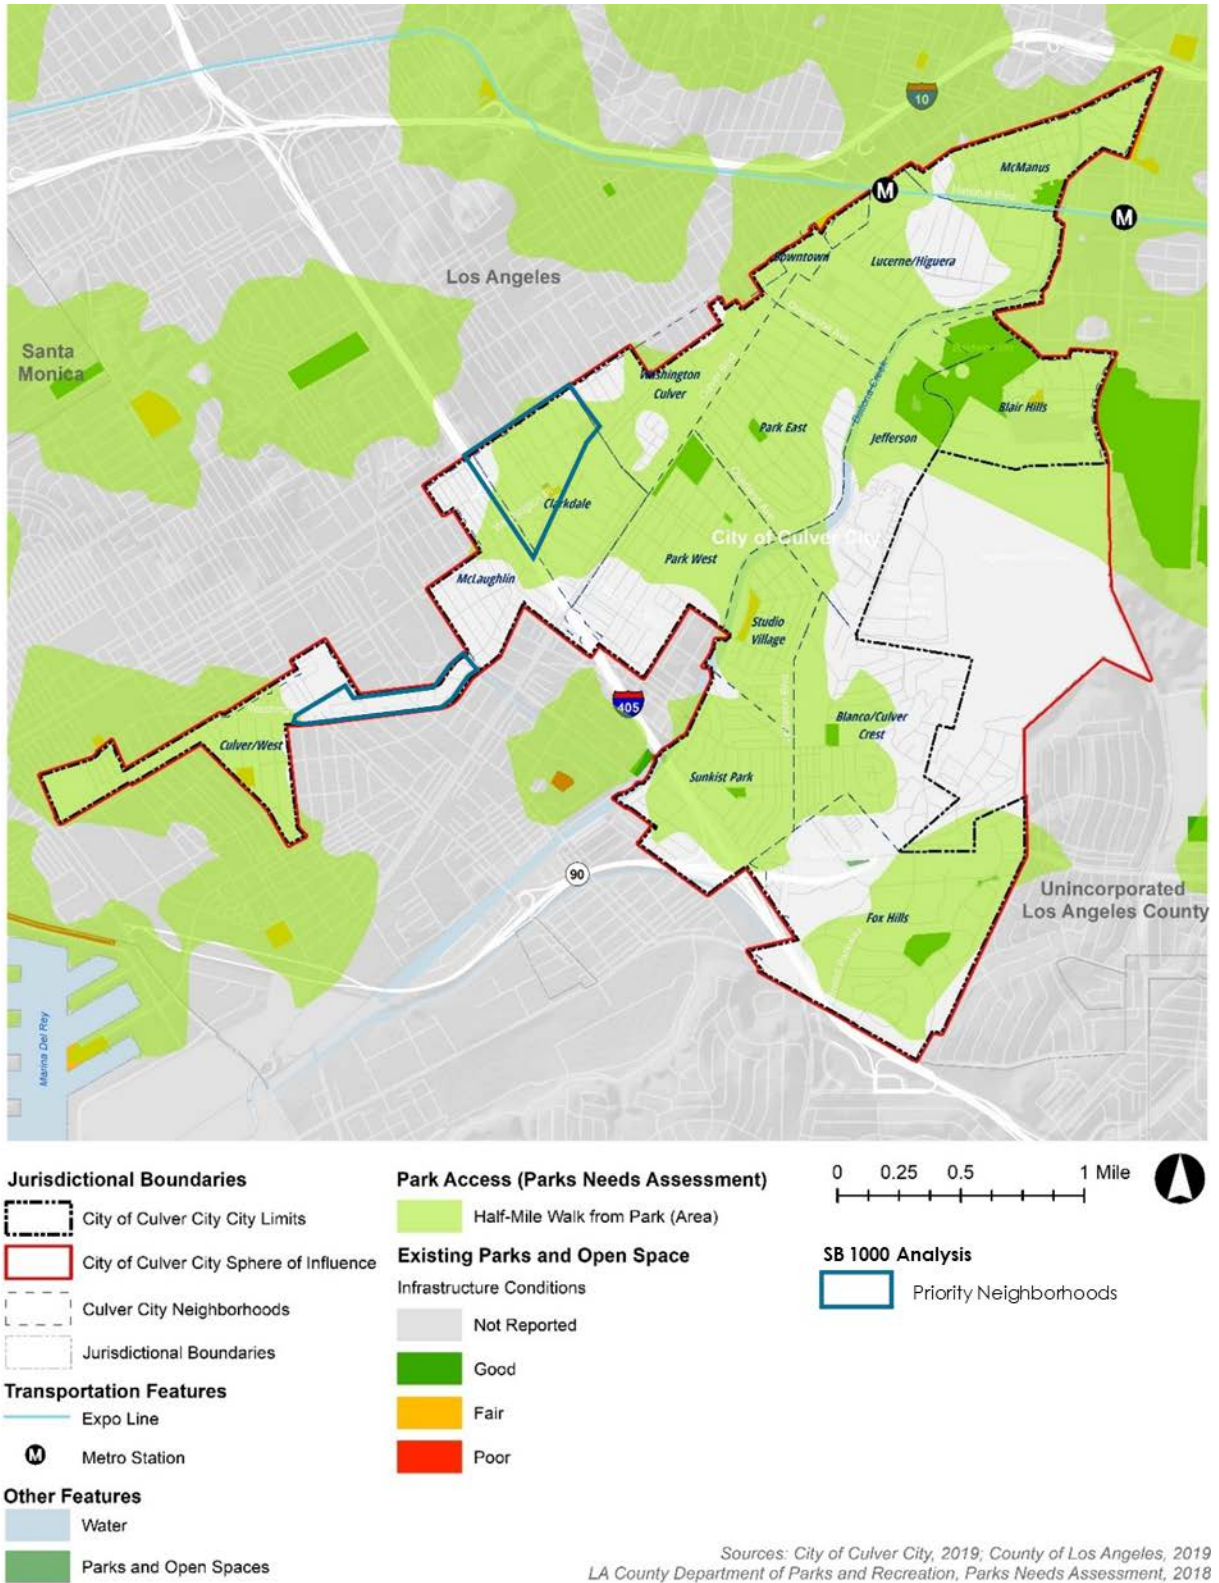 10
McManus
National Blvd
M
M
Downtown
Lucerne/Higuera
Los Angeles
Santa
Monica
Washington
Culver
Ballona Creek
Blair Hills
Park East
Jefferson
Clarkdale
City of Culver City
Park West
McLaughlin
Studio
Village
405
Blanco/Culver
Crest
Culver/West
Sunkist Park
90
Unincorporated
Los Angeles County
Fox Hills
Marina Del Rey
Jurisdictional Boundaries
City of Culver City City Limits
City of Culver City Sphere of Influence
Culver City Neighborhoods
Jurisdictional Boundaries
Transportation Features
Expo Line
M Metro Station
Other Features
Water
Parks and Open Spaces
Park Access (Parks Needs Assessment)
Half-Mile Walk from Park (Area)
Existing Parks and Open Space
Infrastructure Conditions
Not Reported
Good
Fair
Poor
0 0.25 0.5 1 Mile
SB 1000 Analysis
Priority Neighborhoods
Sources: City of Culver City, 2019; County of Los Angeles, 2019
LA County Department of Parks and Recreation, Parks Needs Assessment, 2018